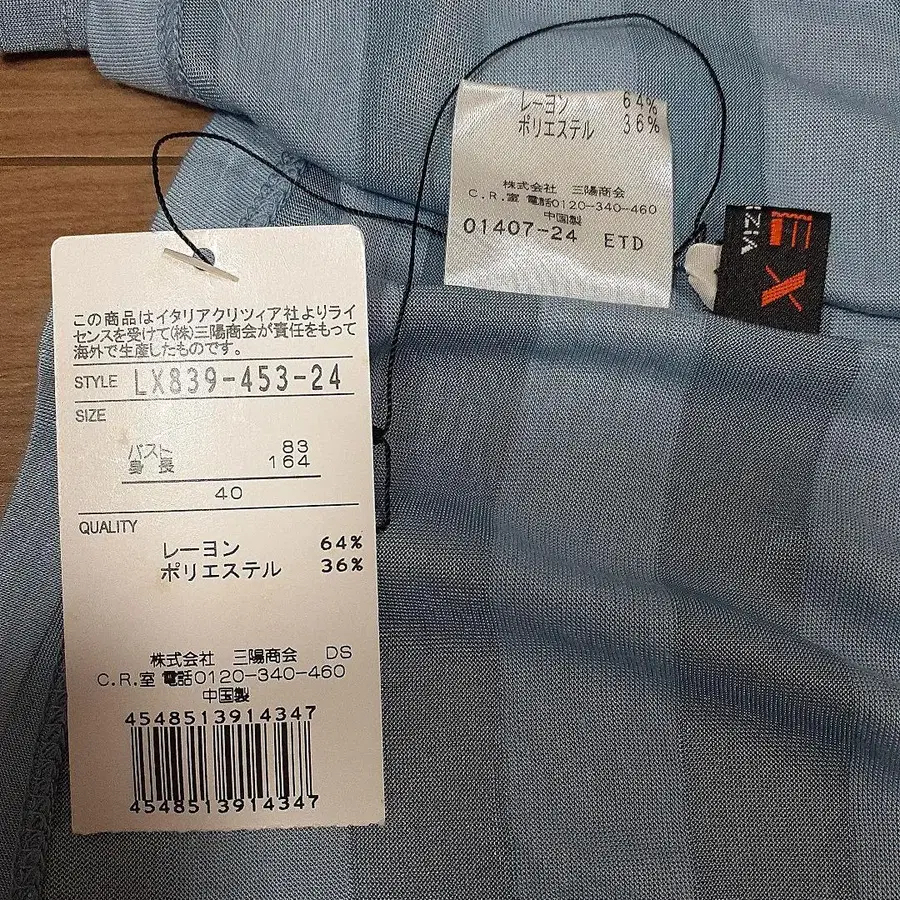 この商品はイタリアクリツィア社よりライ
センスを受けて(株)三陽商会が責任をもって
海外で生産したものです。
STYLE LX839-453-24
SIZE
バスト 83
身長 164
40
QUALITY
レーヨン 64%
ポリエステル 36%
株式会社 三陽商会 DS
C.R.室 電話0120-340-460
中国製
4548513914347
4548513914347
レーヨン 64%
ポリエステル 36%
株式会社 三陽商会
C.R.室 電話0120-340-460
中国製
01407-24 ETD
EX